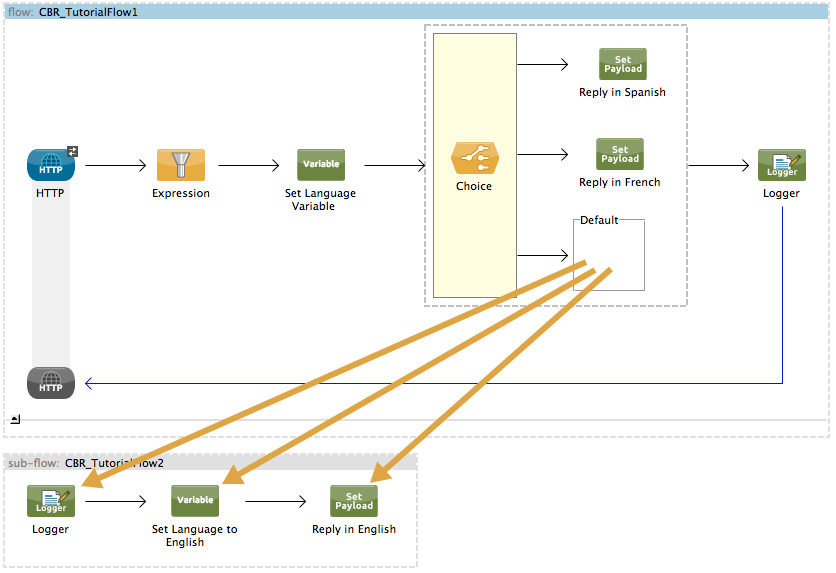 flow: CBR_TutorialFlow1
Set
Payload
Reply in Spanish
HTTP
HTTP
Expression
Variable
Set Language
Variable
Choice
Set
Payload
Reply in French
Logger
Logger
Default
HTTP
sub-flow: CBR_TutorialFlow2
Logger
Logger
Variable
Set Language to
English
Set
Payload
Reply in English